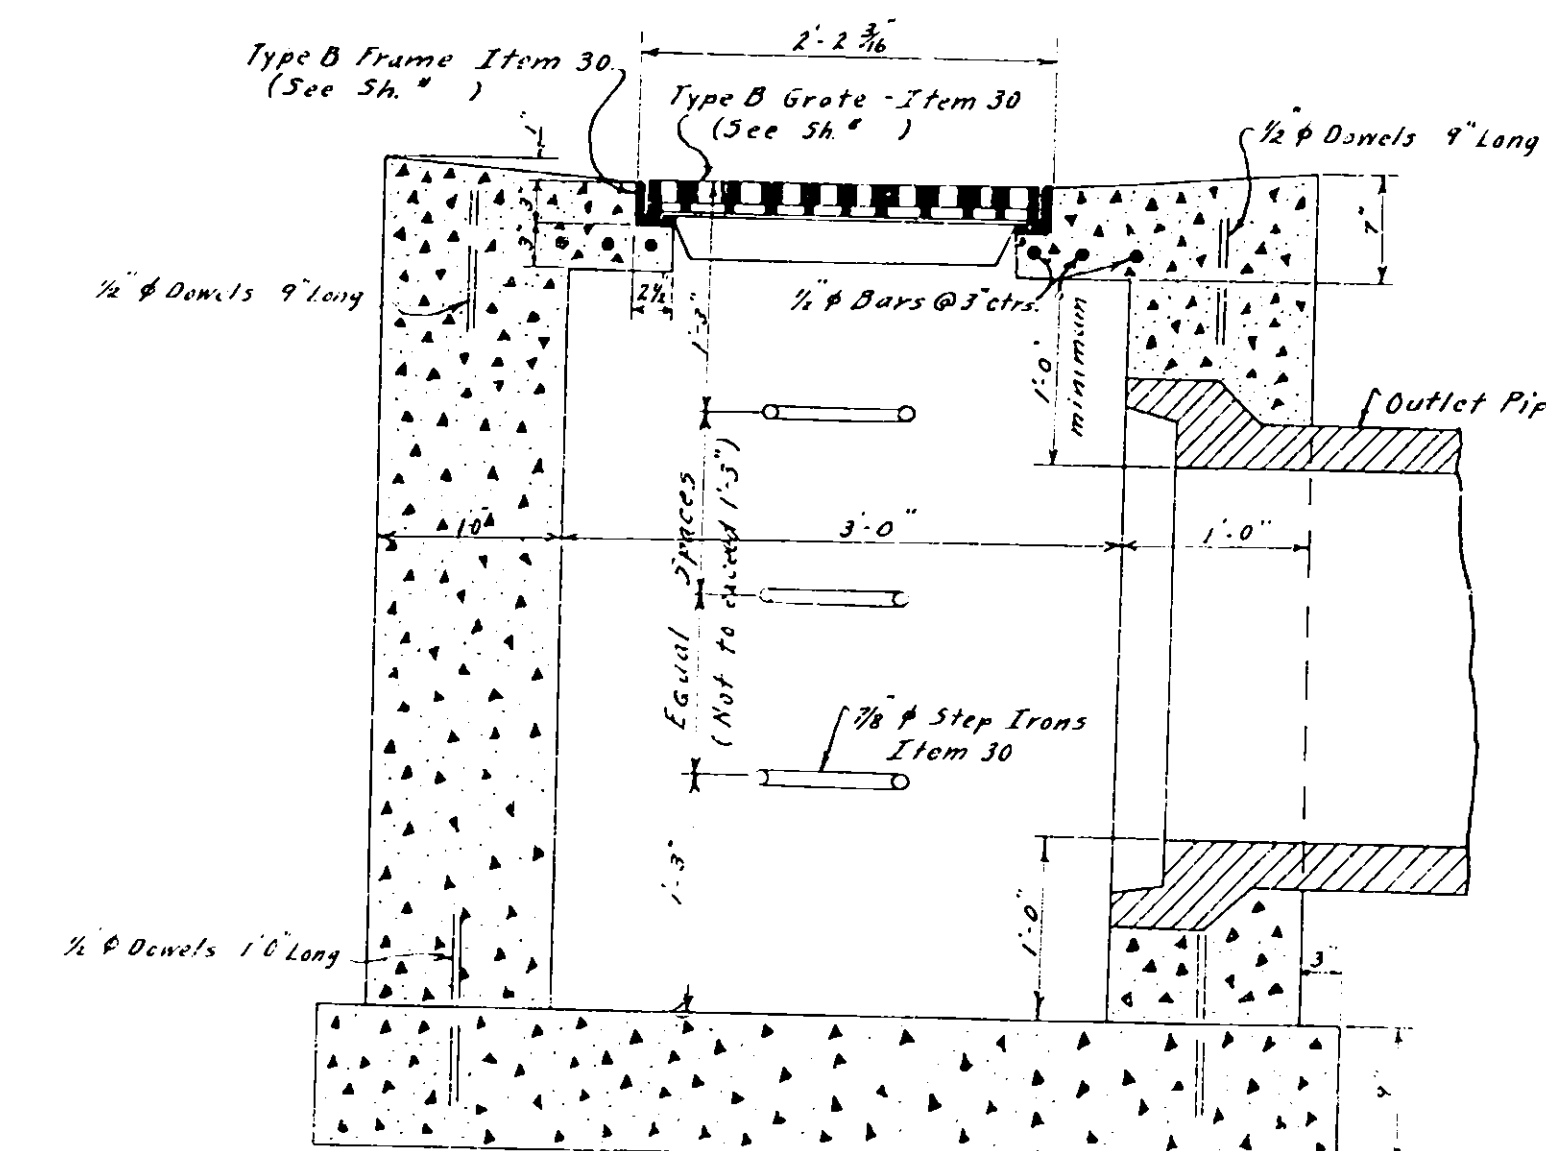 2'-2 3/16"
Type B Frame Item 30
(See Sh. " )
Type B Grate - Item 30
(See Sh. " )
1/2" φ Dowels 9" Long
1"
3"
3"
7"
1/2" φ Dowels 9" Long
2 1/2"
1/2" φ Bars @ 3" ctrs.
1'-3"
1'-0"
minimum
Outlet Pip
1'0"
3'-0"
1'-0"
Equal Spaces
(Not to exceed 1'-3")
7/8" φ Step Irons
Item 30
1'-3"
1'-0"
1/2" φ Dowels 1'0" Long
3"